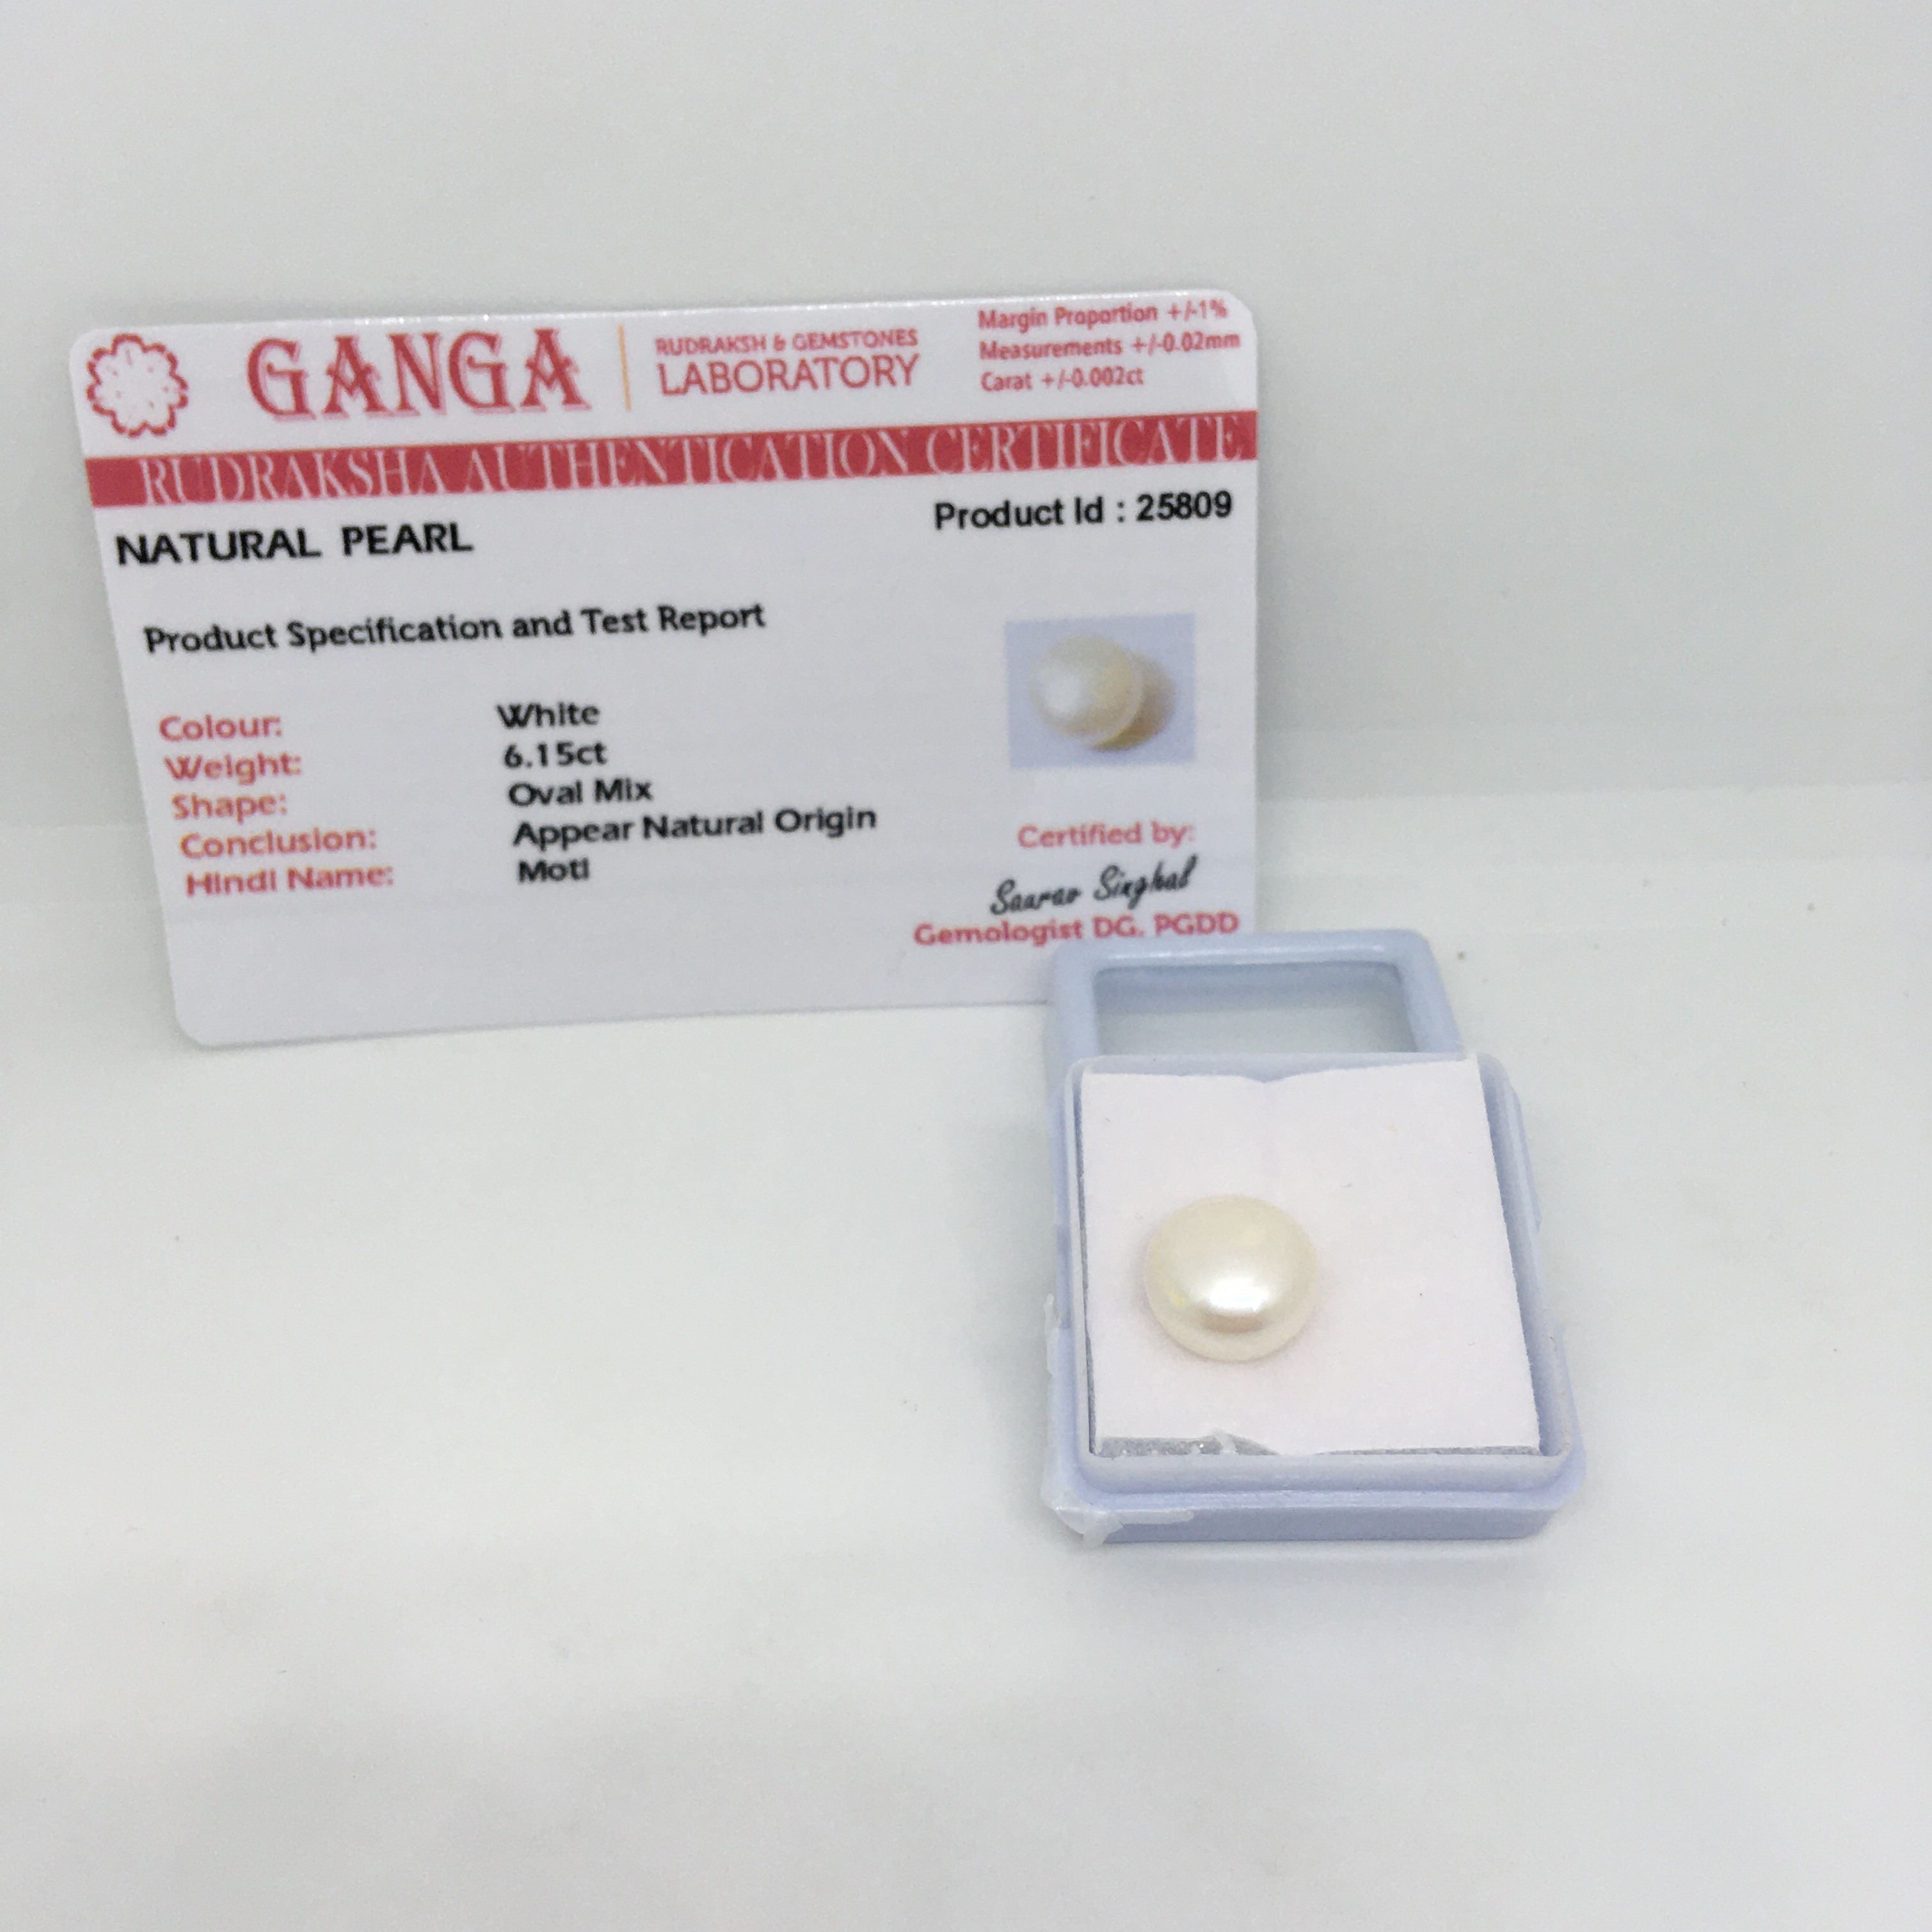 GANGA
RUDRAKSH & GEMSTONES
LABORATORY
Margin Proportion +/-1%
Measurements +/-0.02mm
Carat +/-0.002ct
RUDRAKSHA AUTHENTICATION CERTIFICATE
NATURAL PEARL
Product Id : 25809
Product Specification and Test Report
Colour: White
Weight: 6.15ct
Shape: Oval Mix
Conclusion: Appear Natural Origin
Hindi Name: Moti
Certified by:
Saurav Singhal
Gemologist DG. PGDD